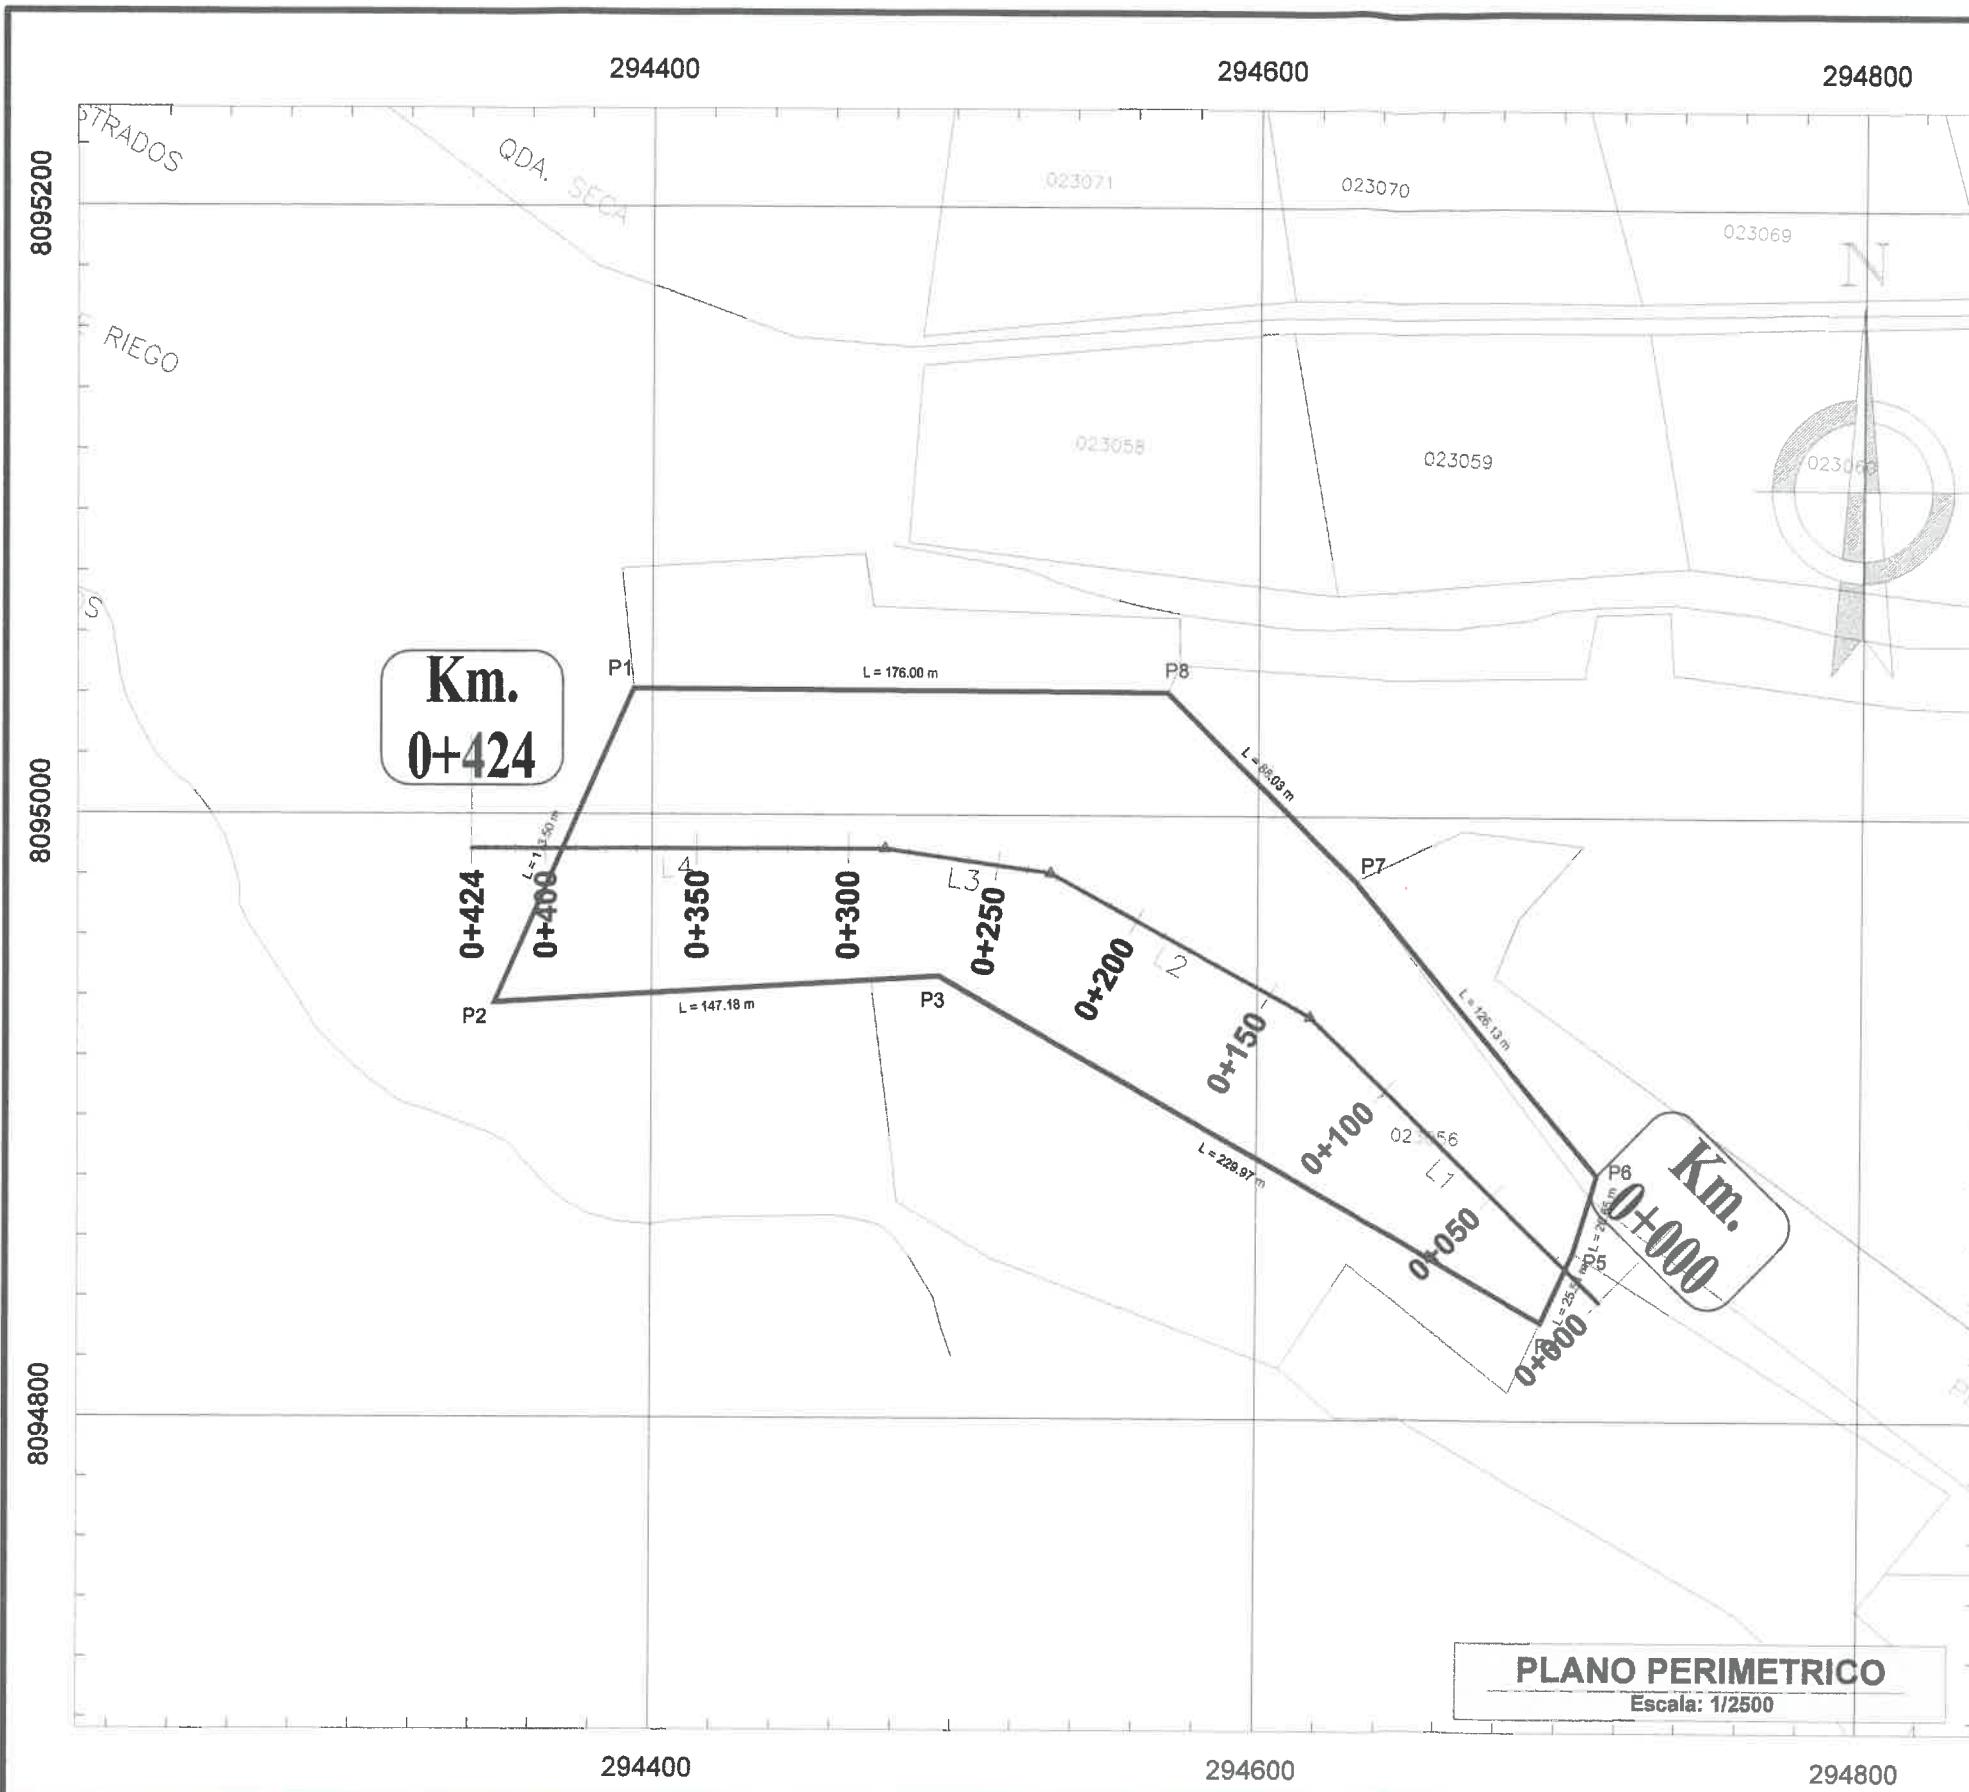 294400
294600
294800
8095200
STRADOS
QDA. SECA
023071
023070
023069
N
RIEGO
023058
023059
P1
L = 176.00 m
P8
Km.
0+424
L = 88.03 m
8095000
P7
L4
L3
0+424
0+400
0+350
0+300
0+250
0+200
L2
0+150
P2
L = 147.18 m
P3
L = 126.13 m
0+100
L1
L = 229.97 m
P6
Km.
0+000
0+050
P5
0+000
8094800
PLANO PERIMETRICO
Escala: 1/2500
294400
294600
294800